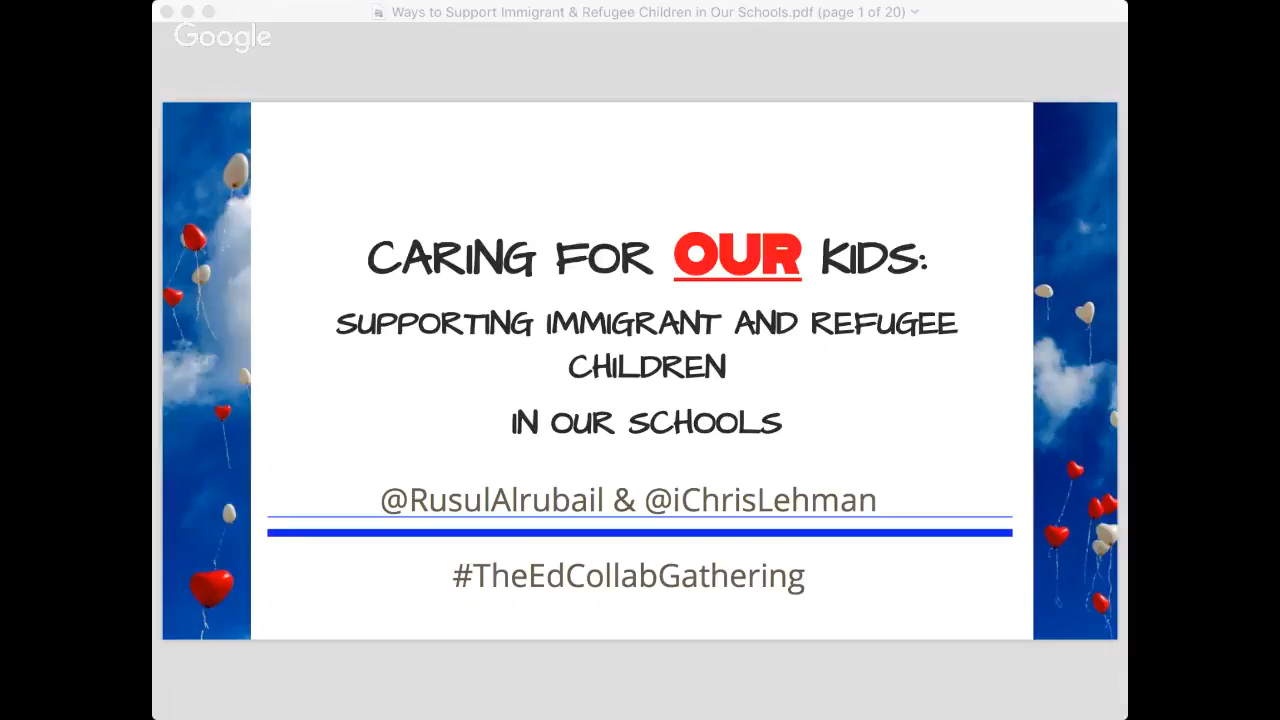 Ways to Support Immigrant & Refugee Children in Our Schools.pdf (page 1 of 20)
Google
CARING FOR OUR KIDS:
SUPPORTING IMMIGRANT AND REFUGEE
CHILDREN
IN OUR SCHOOLS
@RusulAlrubail & @iChrisLehman
#TheEdCollabGathering